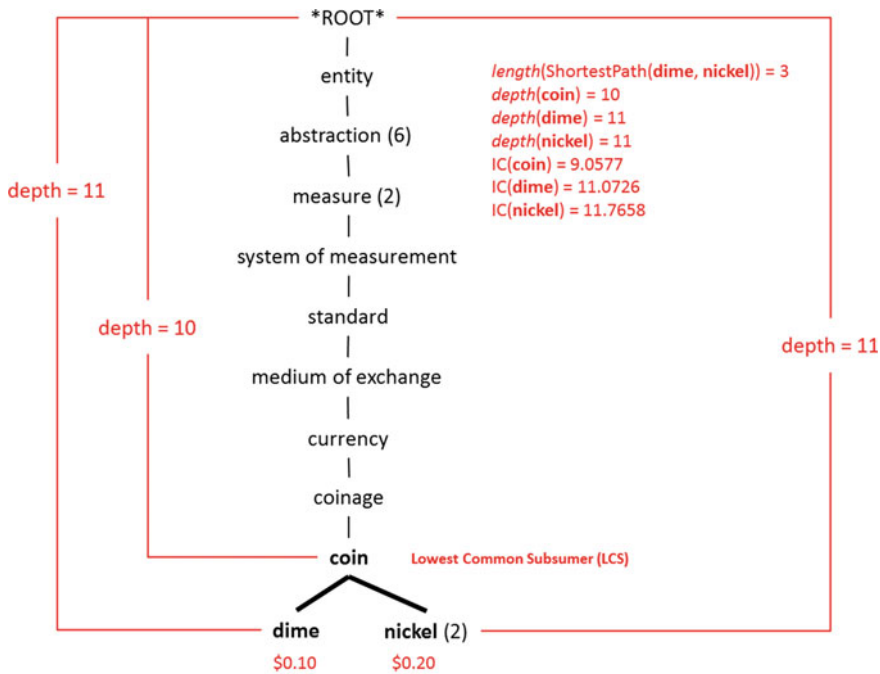 *ROOT*
entity
abstraction (6)
measure (2)
system of measurement
standard
medium of exchange
currency
coinage
coin
Lowest Common Subsumer (LCS)
dime
nickel (2)
$0.10
$0.20
depth = 11
depth = 10
depth = 11
length(ShortestPath(dime, nickel)) = 3
depth(coin) = 10
depth(dime) = 11
depth(nickel) = 11
IC(coin) = 9.0577
IC(dime) = 11.0726
IC(nickel) = 11.7658